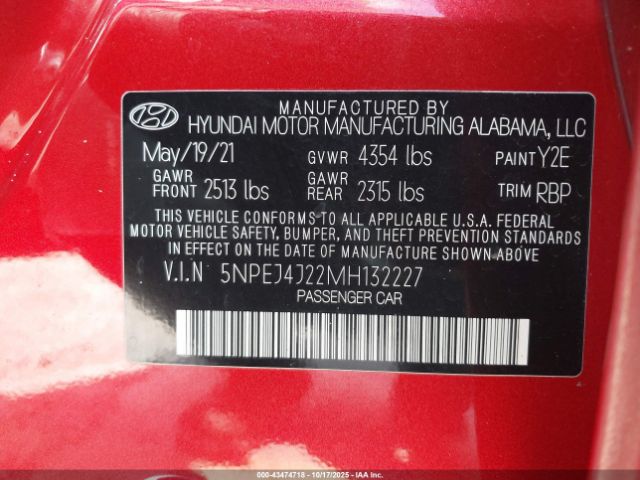 MANUFACTURED BY
HYUNDAI MOTOR MANUFACTURING ALABAMA, LLC
May/19/21 GVWR 4354 lbs PAINT Y2E
GAWR FRONT 2513 lbs GAWR REAR 2315 lbs TRIM RBP
THIS VEHICLE CONFORMS TO ALL APPLICABLE U.S.A. FEDERAL
MOTOR VEHICLE SAFETY, BUMPER, AND THEFT PREVENTION STANDARDS
IN EFFECT ON THE DATE OF MANUFACTURE SHOWN ABOVE
V.I.N 5NPEJ4J22MH132227
PASSENGER CAR
000-43474718 - 10/17/2025 - IAA Inc.